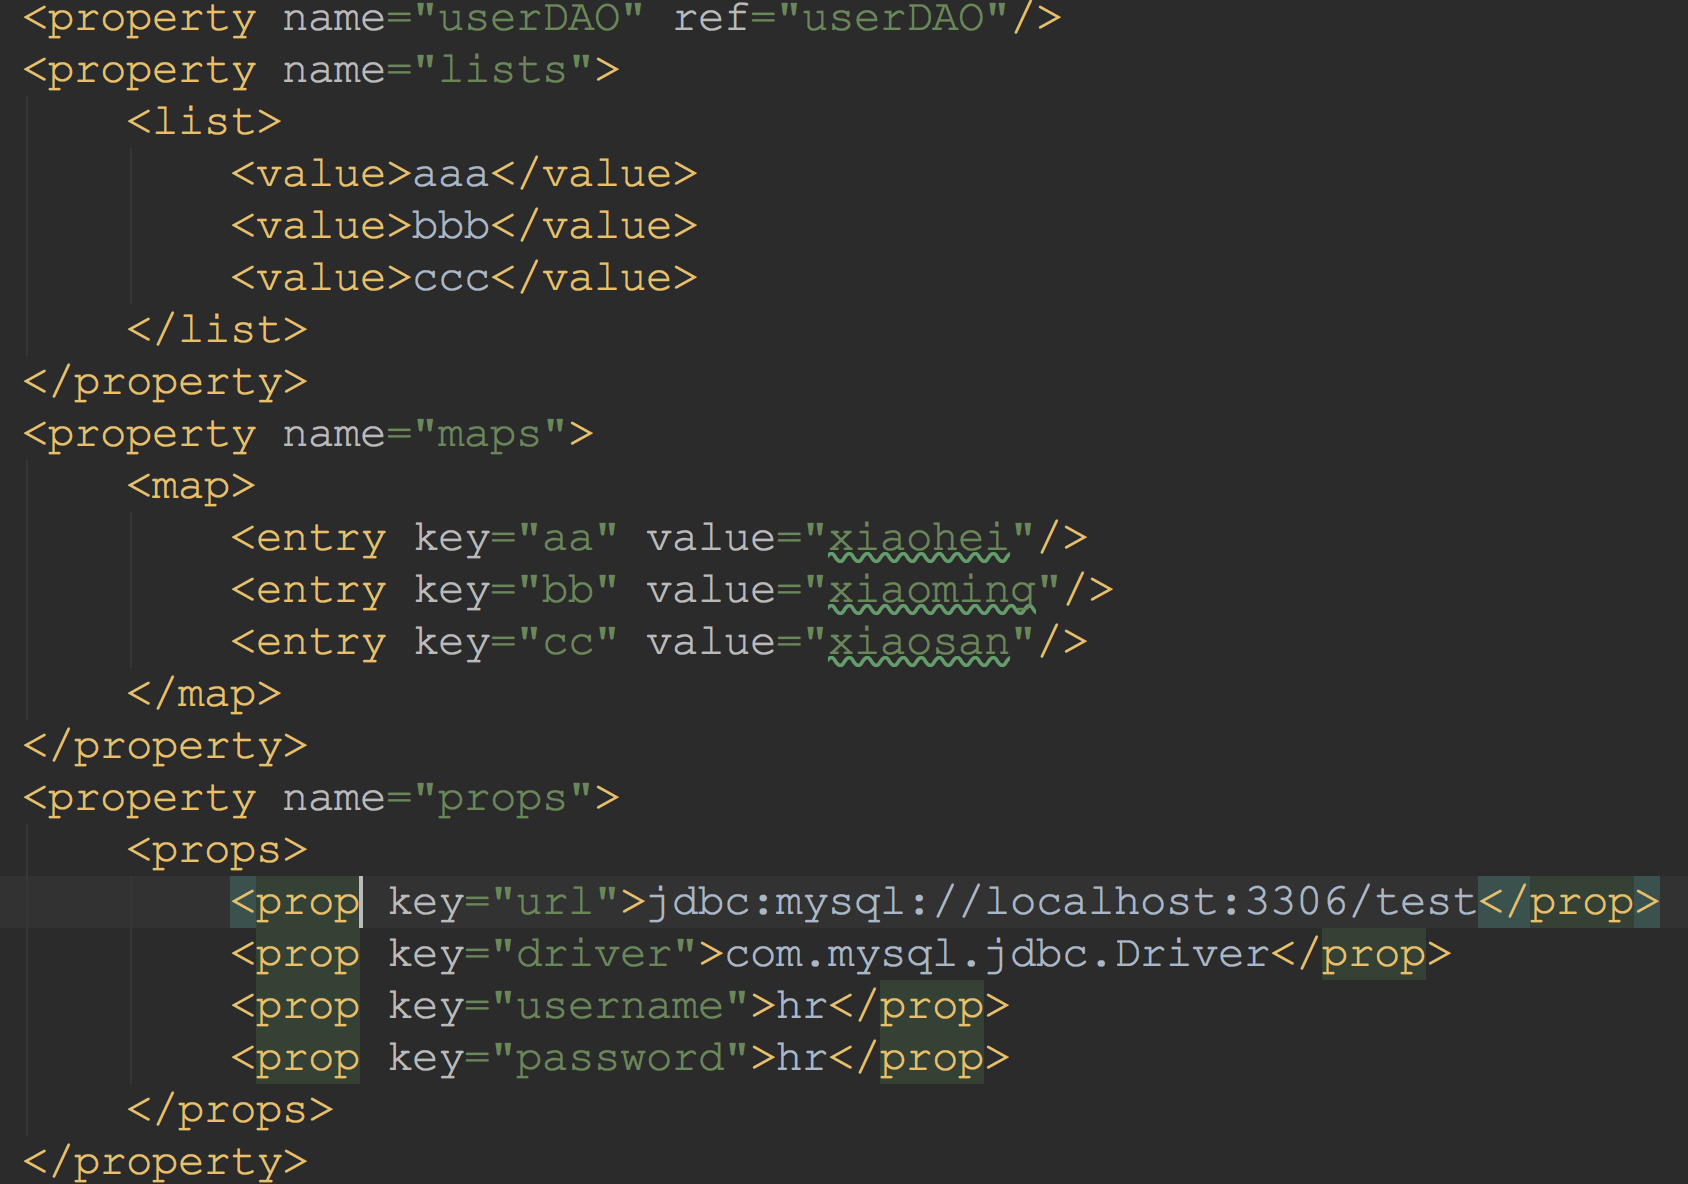 <property name="userDAO" ref="userDAO"/>
<property name="lists">
    <list>
        <value>aaa</value>
        <value>bbb</value>
        <value>ccc</value>
    </list>
</property>
<property name="maps">
    <map>
        <entry key="aa" value="xiaohei"/>
        <entry key="bb" value="xiaoming"/>
        <entry key="cc" value="xiaosan"/>
    </map>
</property>
<property name="props">
    <props>
        <prop key="url">jdbc:mysql://localhost:3306/test</prop>
        <prop key="driver">com.mysql.jdbc.Driver</prop>
        <prop key="username">hr</prop>
        <prop key="password">hr</prop>
    </props>
</property>